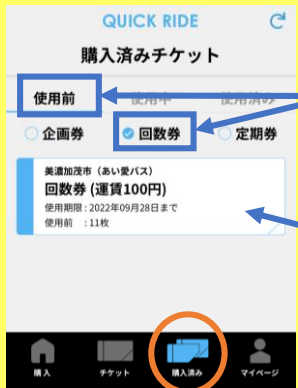 QUICK RIDE
購入済みチケット
使用前 使用中 使用済み
企画券 回数券 定期券
美濃加茂市(あい愛バス)
回数券 (運賃100円)
使用期限 : 2022年09月28日まで
使用前 : 11枚
購入 チケット 購入済み マイページ